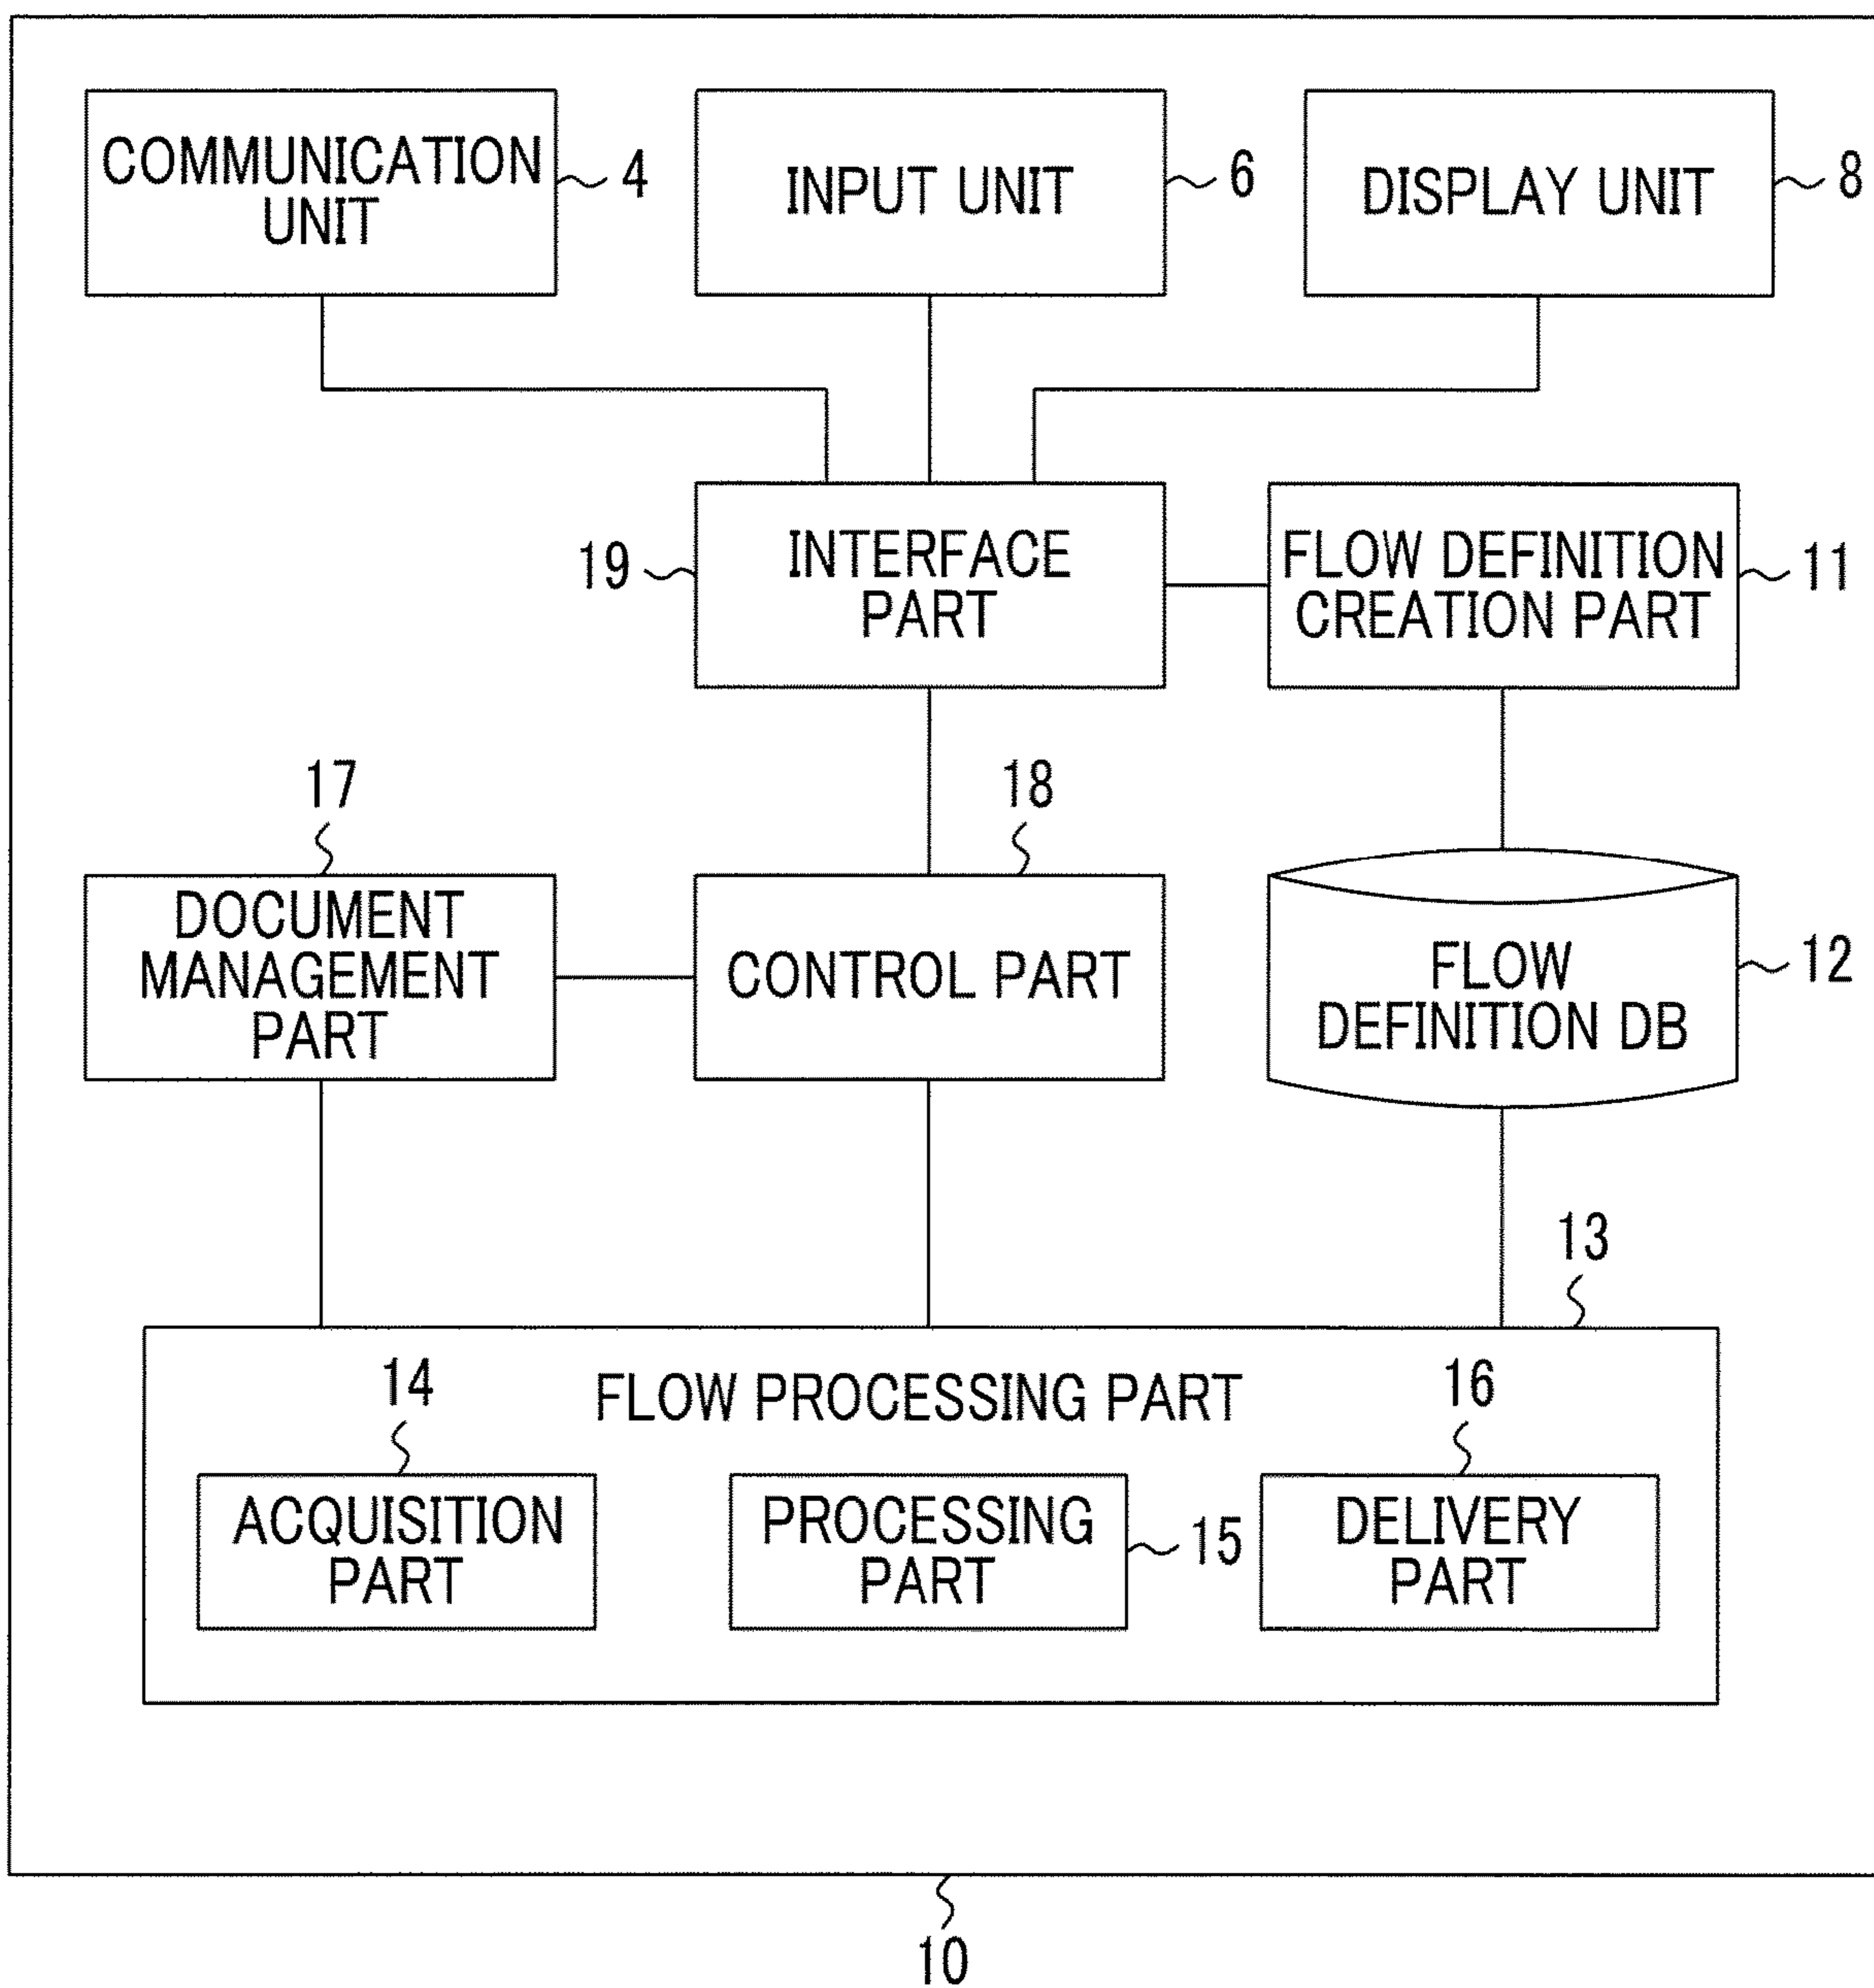 COMMUNICATION
UNIT
4
INPUT UNIT
6
DISPLAY UNIT
8
19
INTERFACE
PART
FLOW DEFINITION
CREATION PART
11
17
18
DOCUMENT
MANAGEMENT
PART
CONTROL PART
FLOW
DEFINITION DB
12
13
FLOW PROCESSING PART
14
16
ACQUISITION
PART
PROCESSING
PART
15
DELIVERY
PART
10